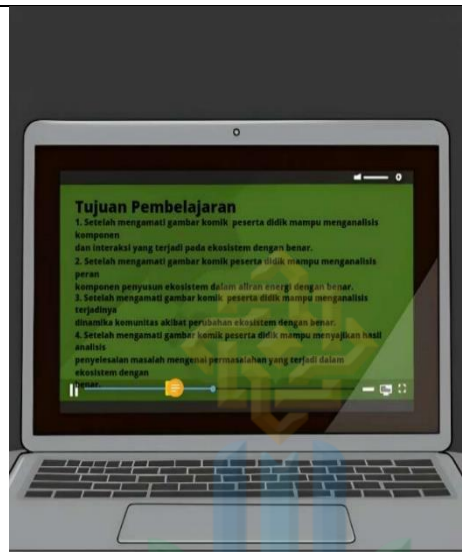 Tujuan Pembelajaran
1. Setelah mengamati gambar komik peserta didik mampu menganalisis
komponen
dan interaksi yang terjadi pada ekosistem dengan benar.
2. Setelah mengamati gambar komik peserta didik mampu menganalisis
peran
komponen penyusun ekosistem dalam aliran energi dengan benar.
3. Setelah mengamati gambar komik peserta didik mampu menganalisis
terjadinya
dinamika komunitas akibat perubahan ekosistem dengan benar.
4. Setelah mengamati gambar komik peserta didik mampu menyajikan hasil
analisis
penyelesaian masalah mengenai permasalahan yang terjadi dalam
ekosistem dengan
benar.